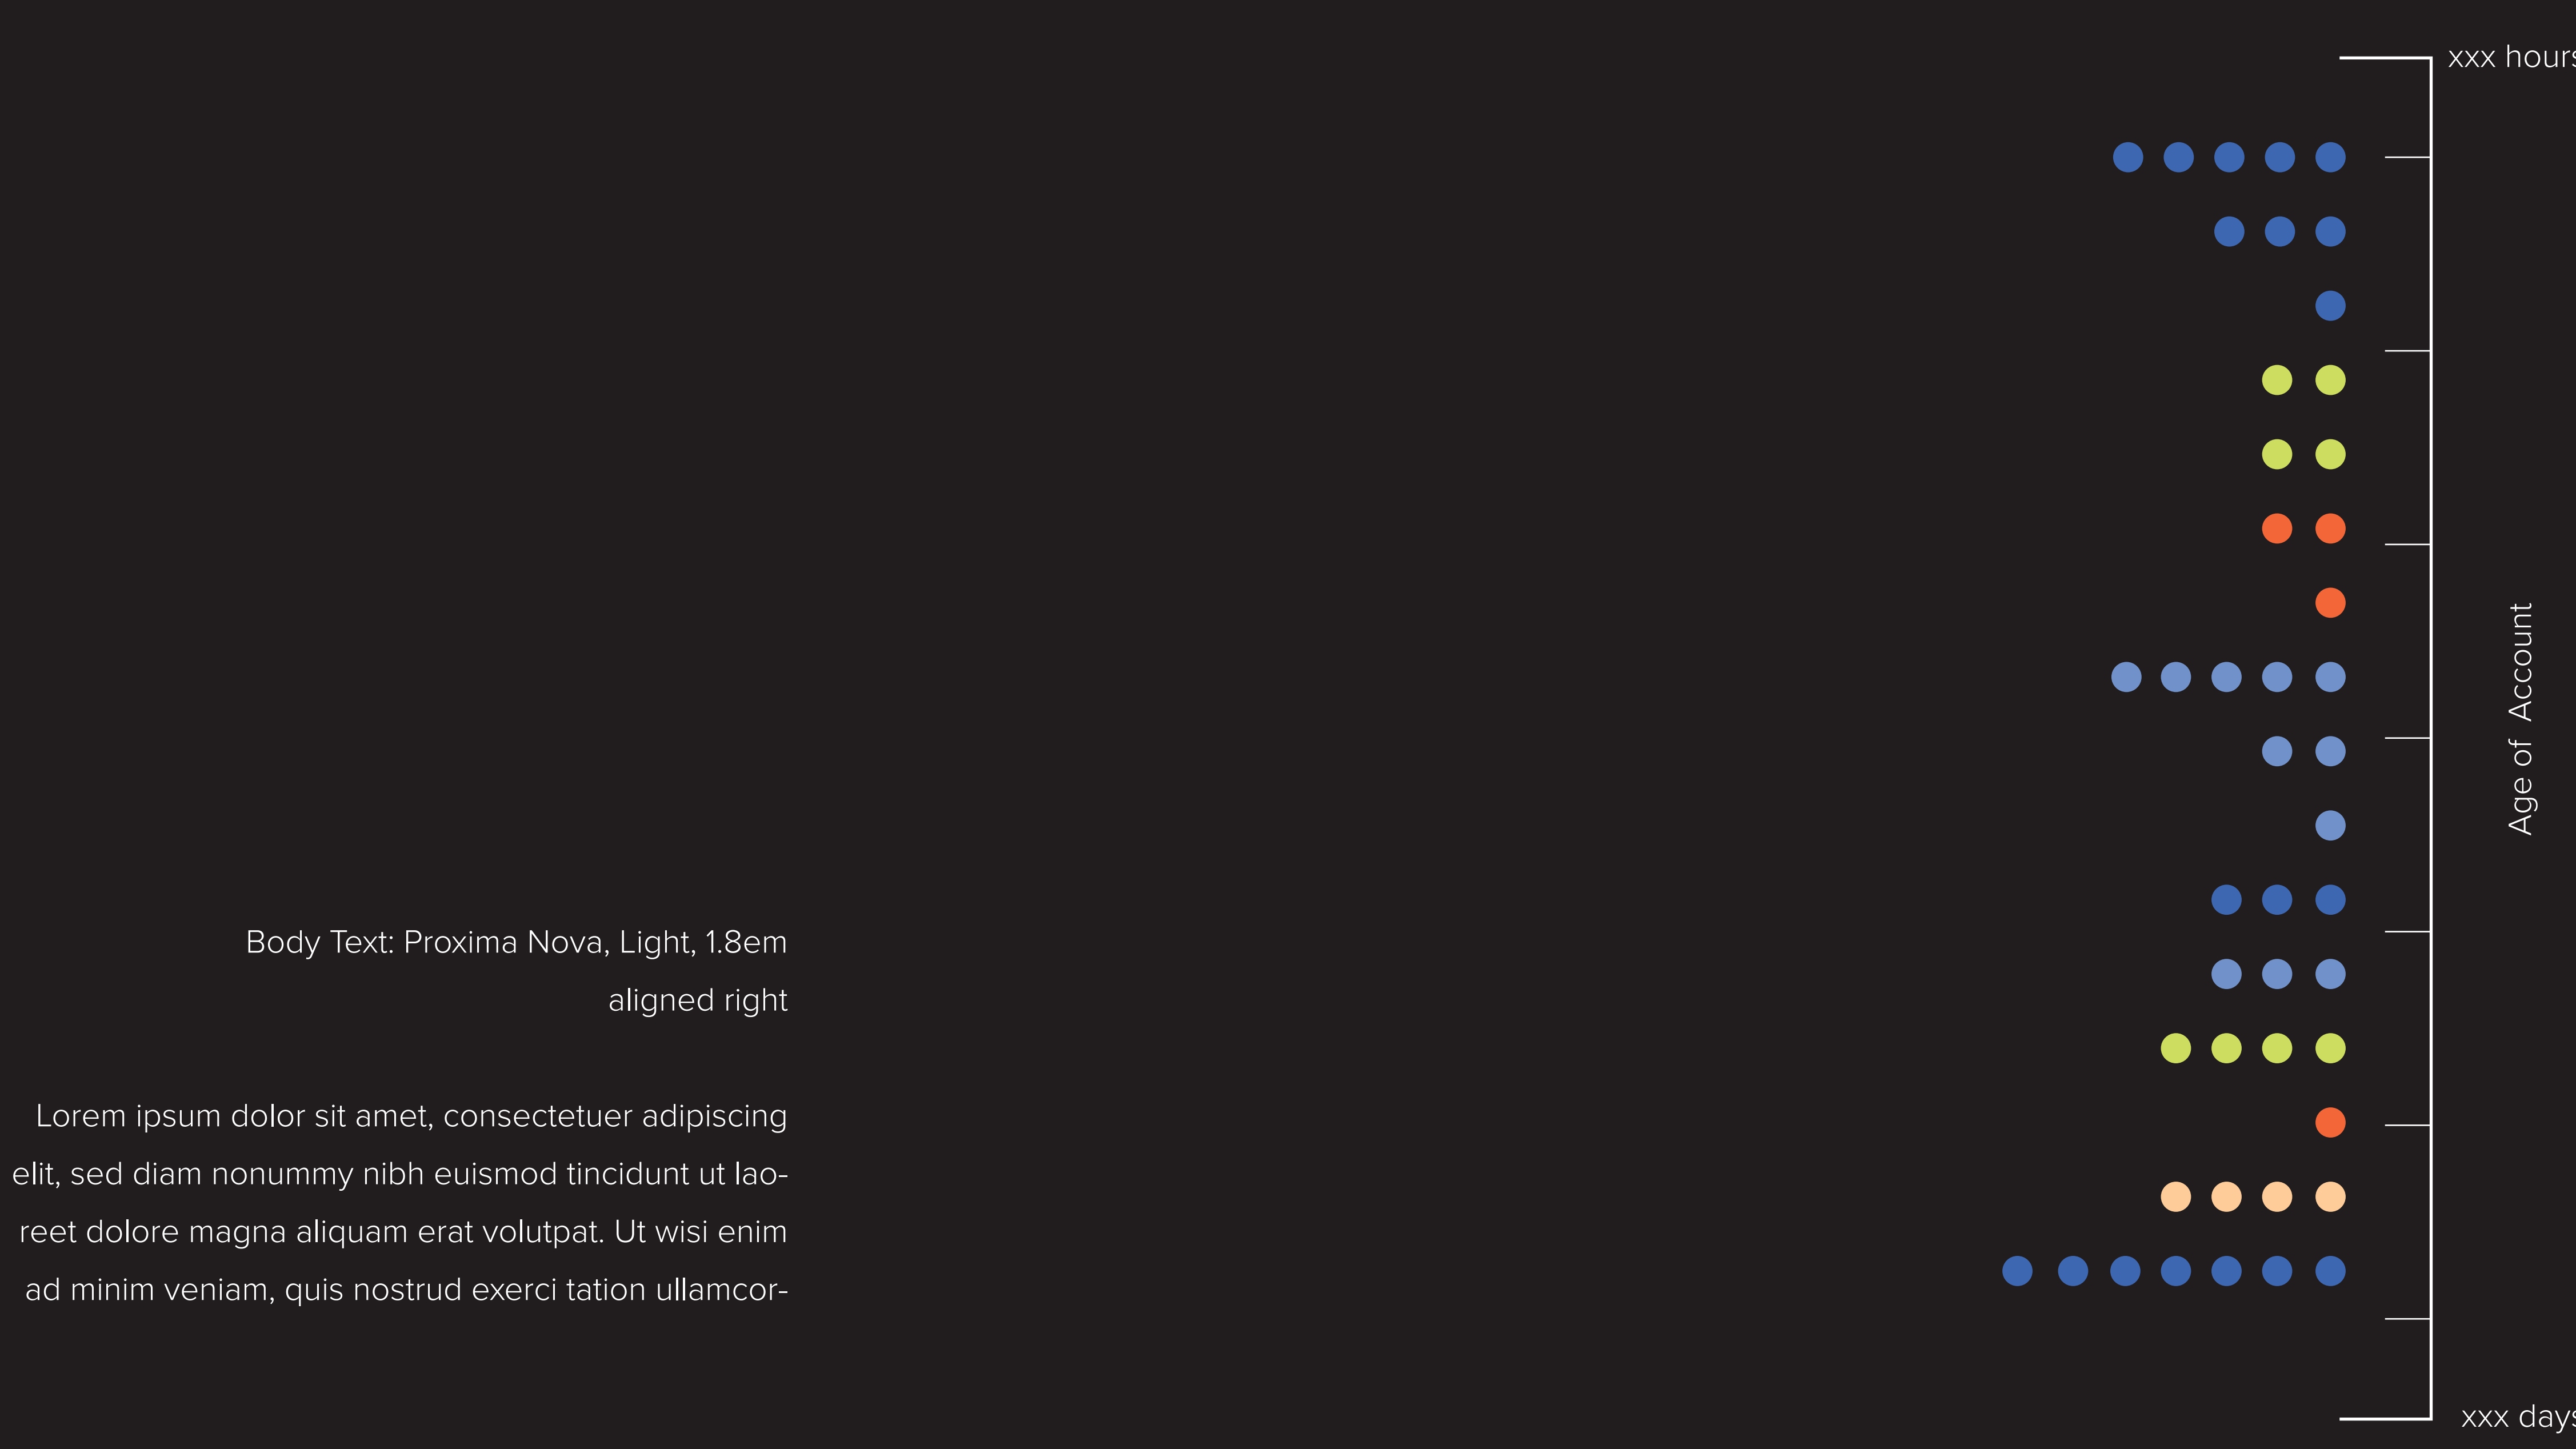 xxx hours
Age of Account
Body Text: Proxima Nova, Light, 1.8em
aligned right
Lorem ipsum dolor sit amet, consectetuer adipiscing
elit, sed diam nonummy nibh euismod tincidunt ut lao-
reet dolore magna aliquam erat volutpat. Ut wisi enim
ad minim veniam, quis nostrud exerci tation ullamcor-
xxx days